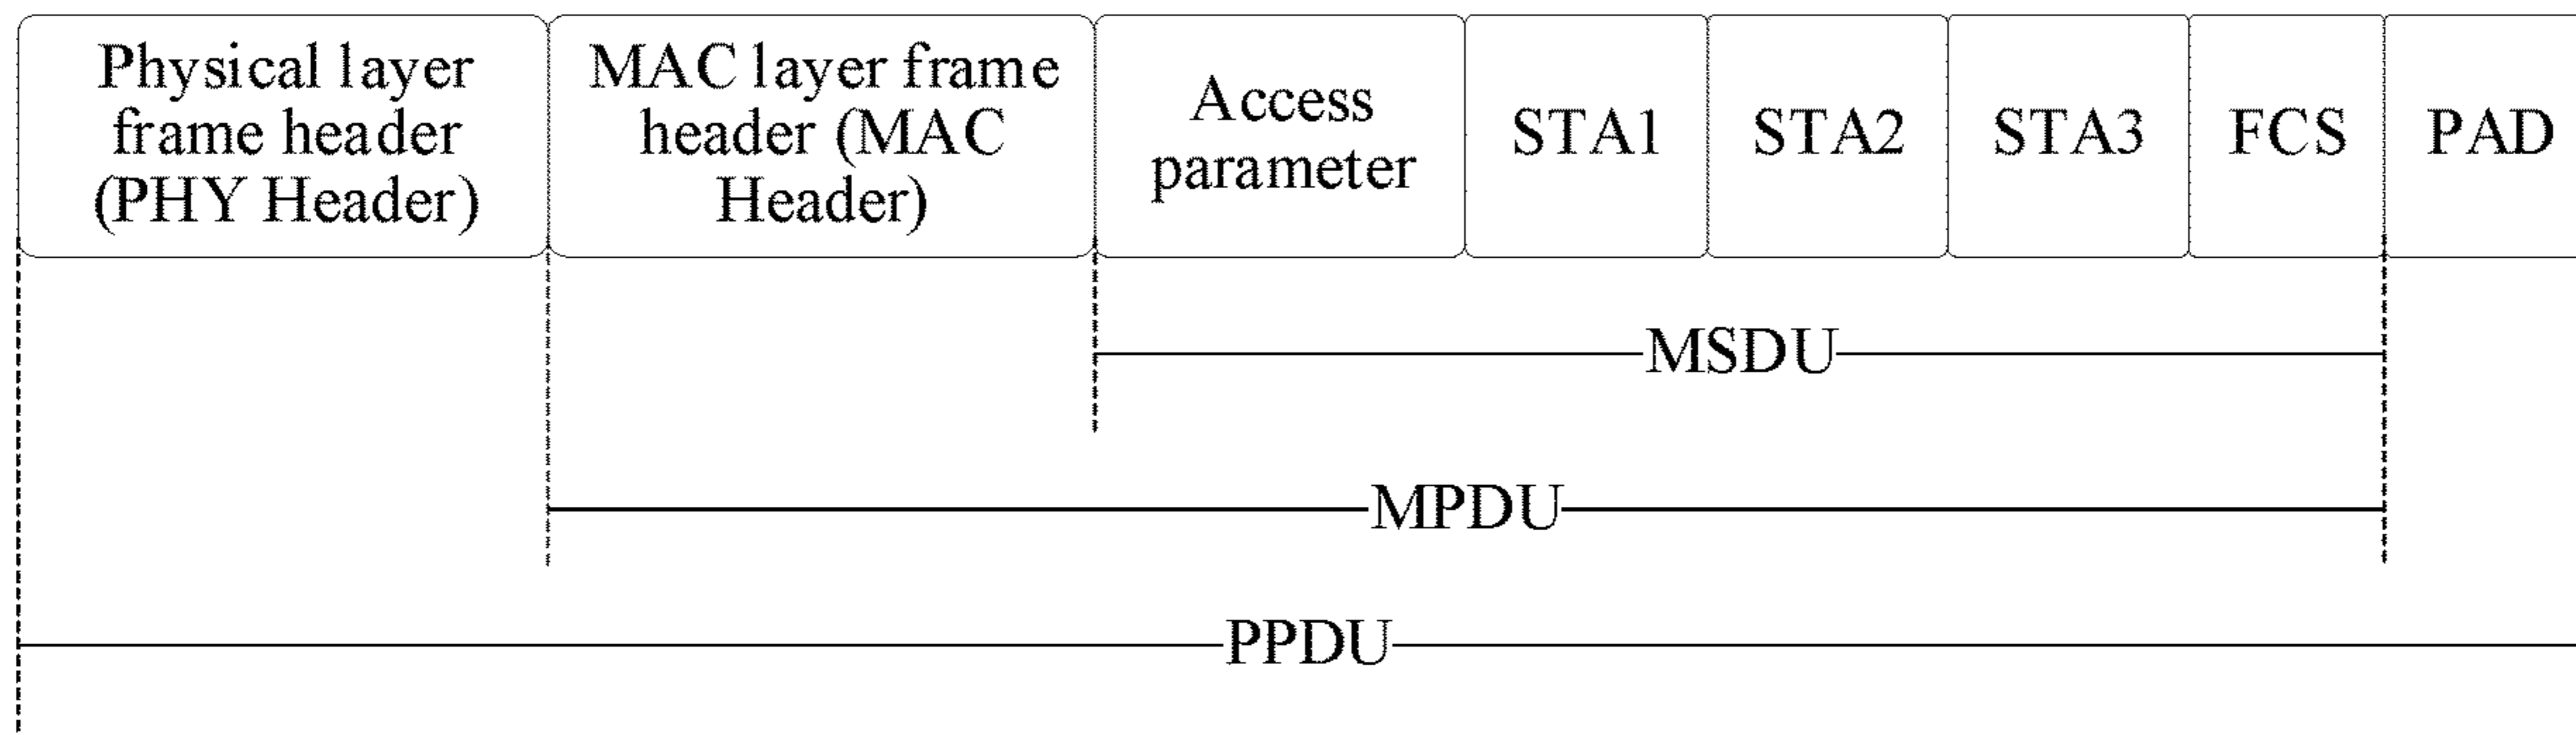 Physical layer
frame header
(PHY Header)
MAC layer frame
header (MAC
Header)
Access
parameter
STA1
STA2
STA3
FCS
PAD
MSDU
MPDU
PPDU